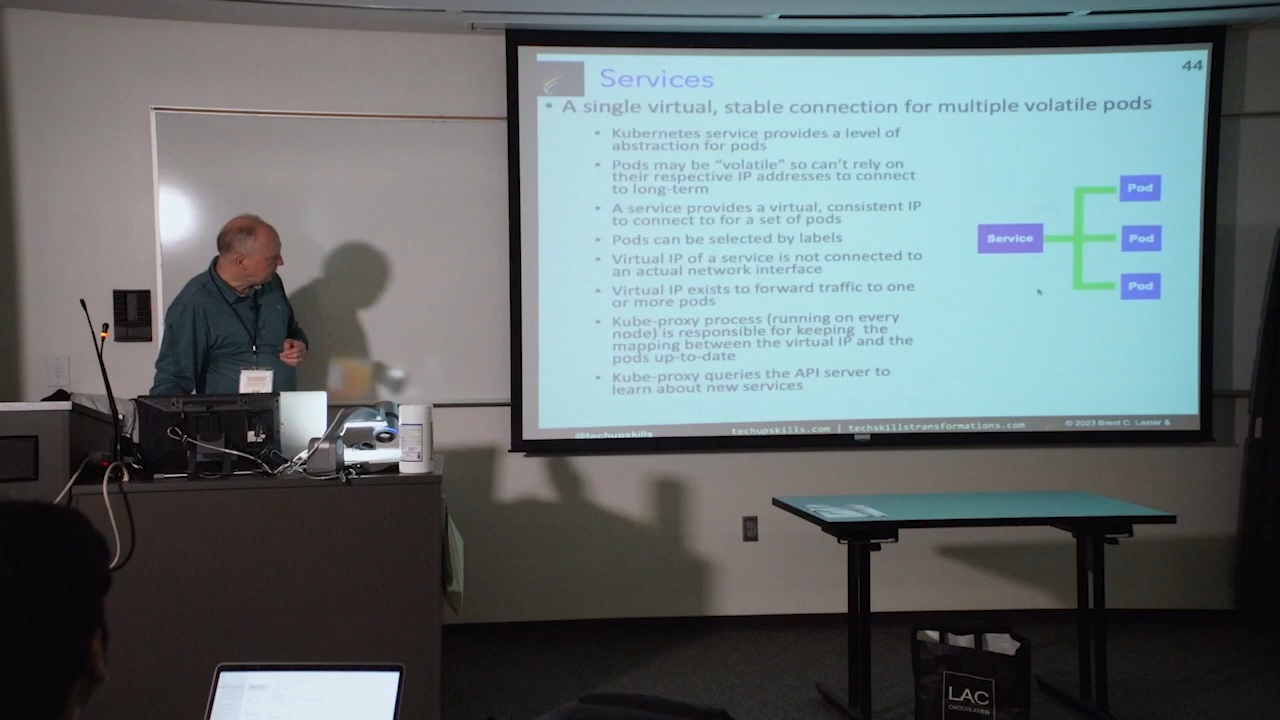 44
Services
• A single virtual, stable connection for multiple volatile pods
• Kubernetes service provides a level of
abstraction for pods
• Pods may be “volatile” so can’t rely on
their respective IP addresses to connect
to long-term
• A service provides a virtual, consistent IP
to connect to for a set of pods
• Pods can be selected by labels
• Virtual IP of a service is not connected to
an actual network interface
• Virtual IP exists to forward traffic to one
or more pods
• Kube-proxy process (running on every
node) is responsible for keeping the
mapping between the virtual IP and the
pods up-to-date
• Kube-proxy queries the API server to
learn about new services
Pod
Service
Pod
Pod
@techupskills
techupskills.com | techskillstransformations.com
© 2023 Brent C. Laster &
LAC
CHOCOLATIER